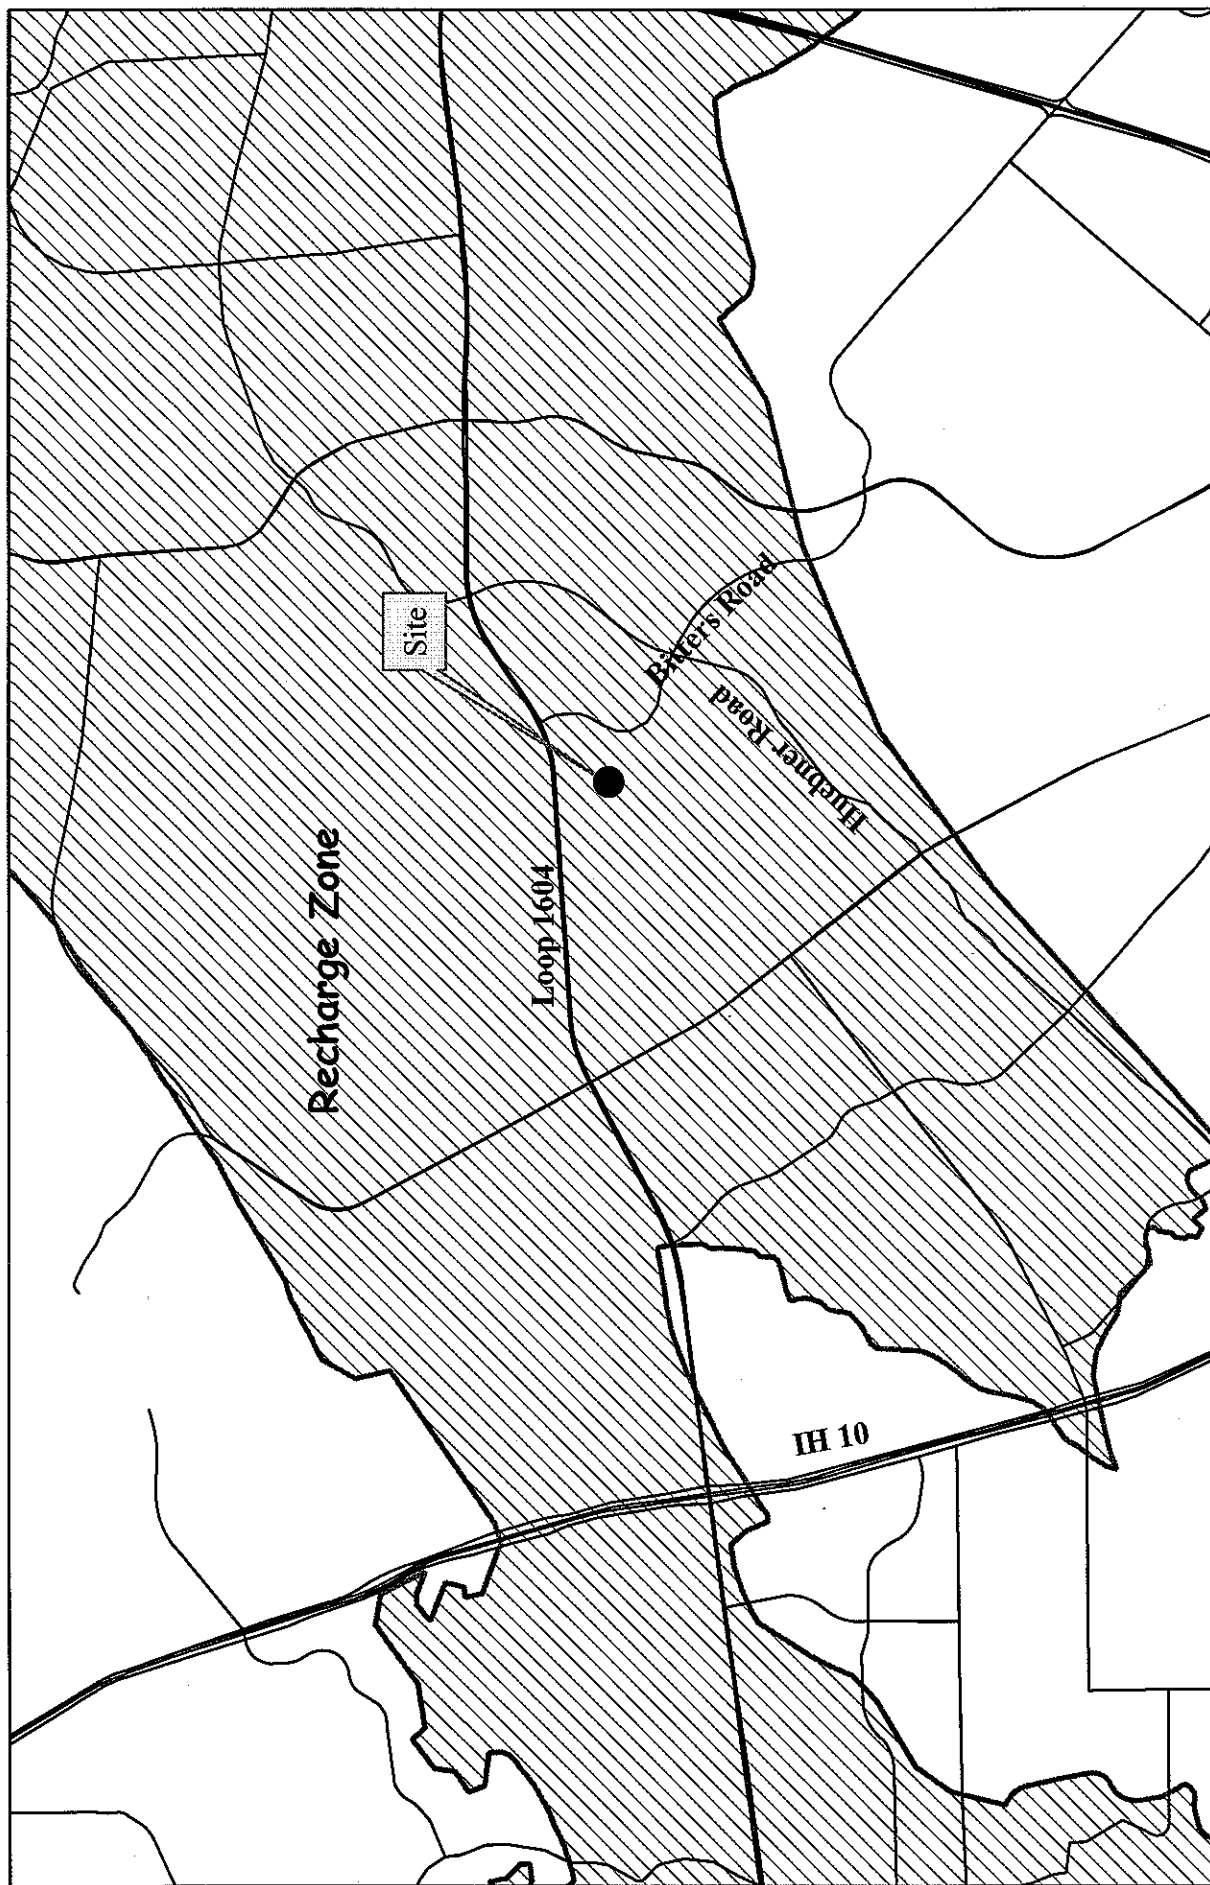 Site
Recharge Zone
Loop 1604
Bitters Road
Huebner Road
IH 10